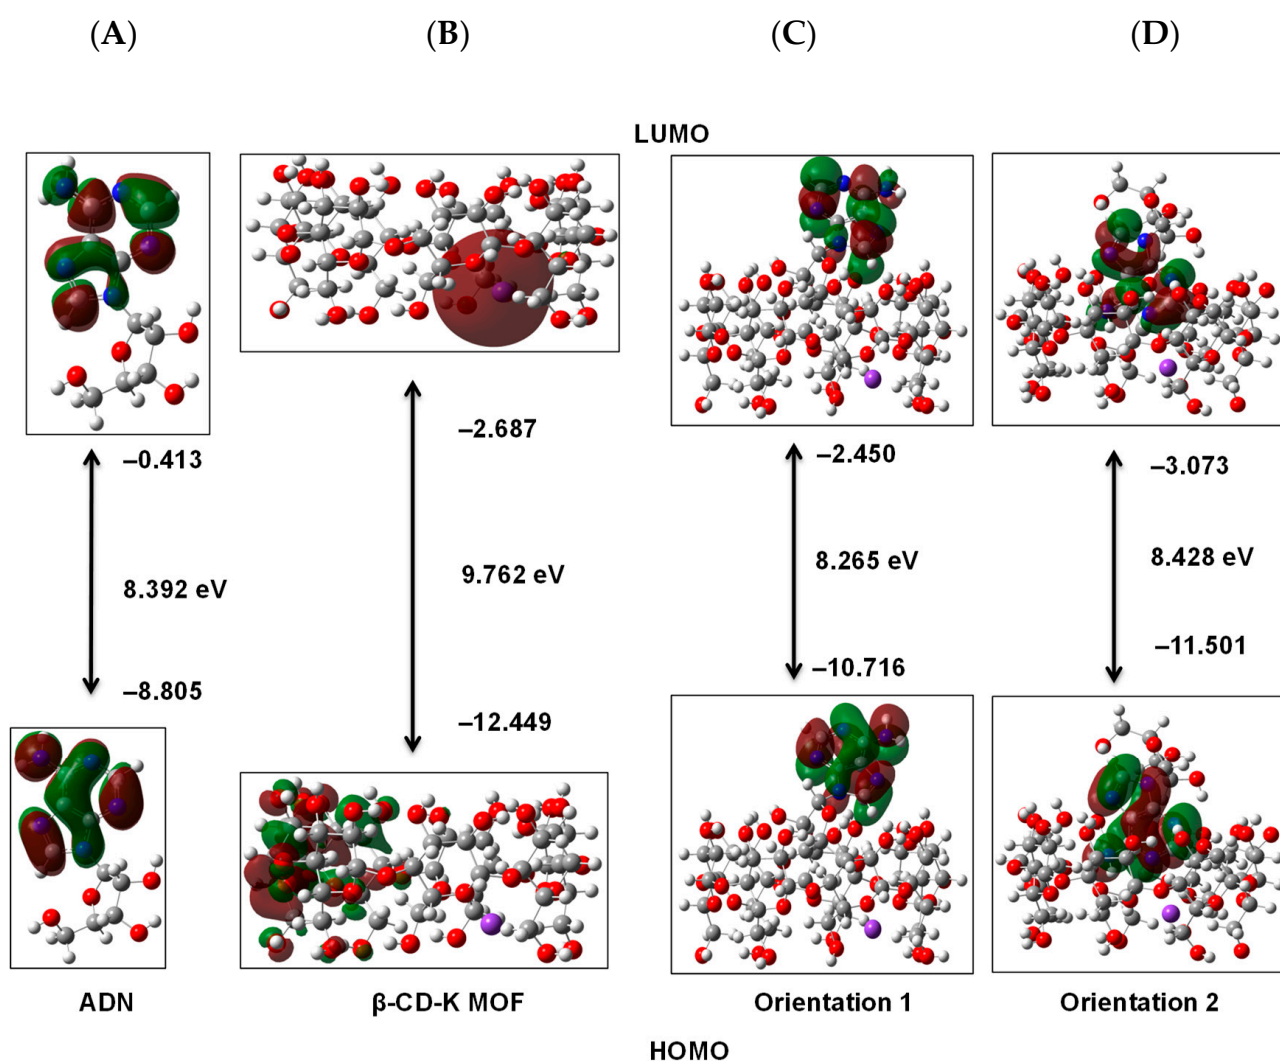 (A) (B) (C) (D)
LUMO
–0.413
8.392 eV
–8.805
–2.687
9.762 eV
–12.449
–2.450
8.265 eV
–10.716
–3.073
8.428 eV
–11.501
ADN
β-CD-K MOF
Orientation 1
Orientation 2
HOMO